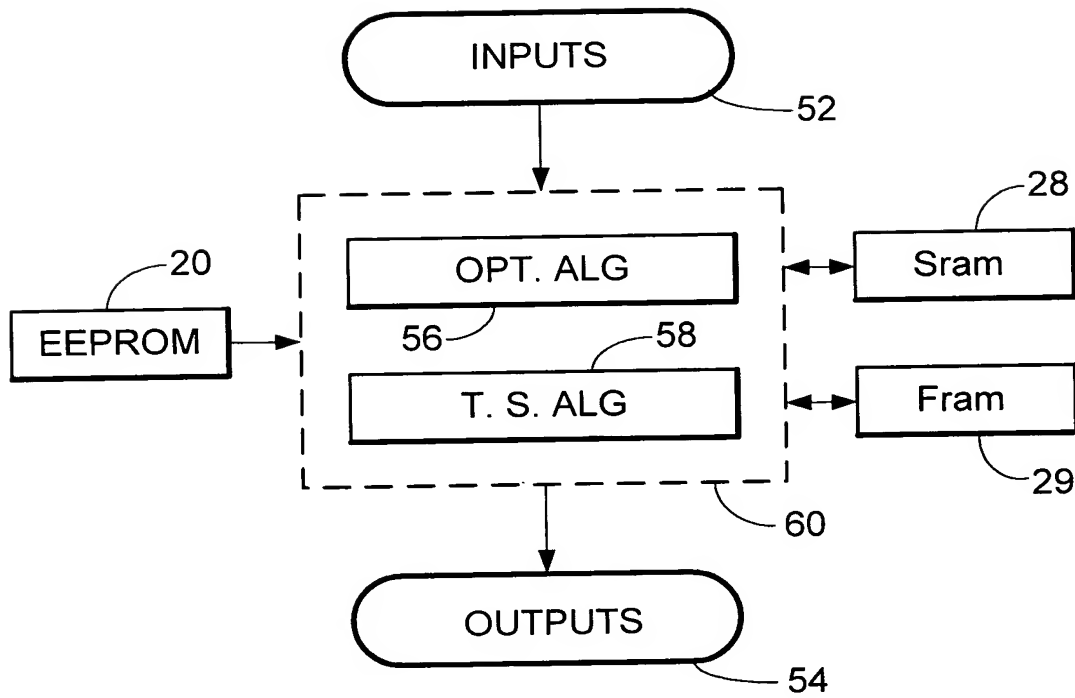 INPUTS
52
28
Sram
20
EEPROM
OPT. ALG
56
58
T. S. ALG
Fram
29
60
OUTPUTS
54